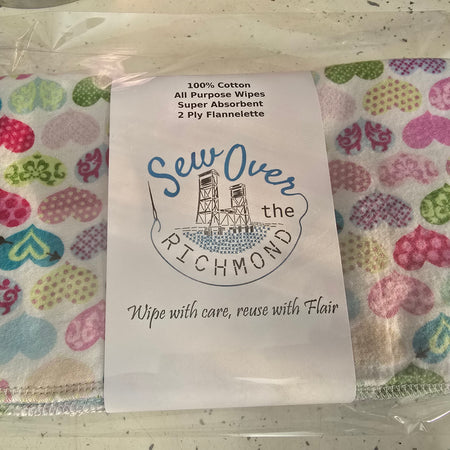 100% Cotton
All Purpose Wipes
Super Absorbent
2 Ply Flannelette
Sew Over
the
RICHMOND
Wipe with care, reuse with Flair